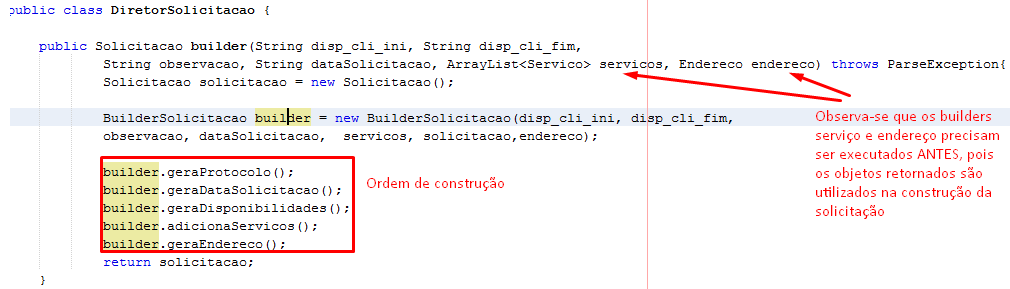 public class DiretorSolicitacao {
public Solicitacao builder(String disp_cli_ini, String disp_cli_fim,
String observacao, String dataSolicitacao, ArrayList<Servico> servicos, Endereco endereco) throws ParseException{
Solicitacao solicitacao = new Solicitacao();
BuilderSolicitacao builder = new BuilderSolicitacao(disp_cli_ini, disp_cli_fim,
observacao, dataSolicitacao,  servicos, solicitacao,endereco);
builder.geraProtocolo();
builder.geraDataSolicitacao();
builder.geraDisponibilidades();
builder.adicionaServicos();
builder.geraEndereco();
return solicitacao;
}
Ordem de construção
Observa-se que os builders
serviço e endereço precisam
ser executados ANTES, pois
os objetos retornados são
utilizados na construção da
solicitação